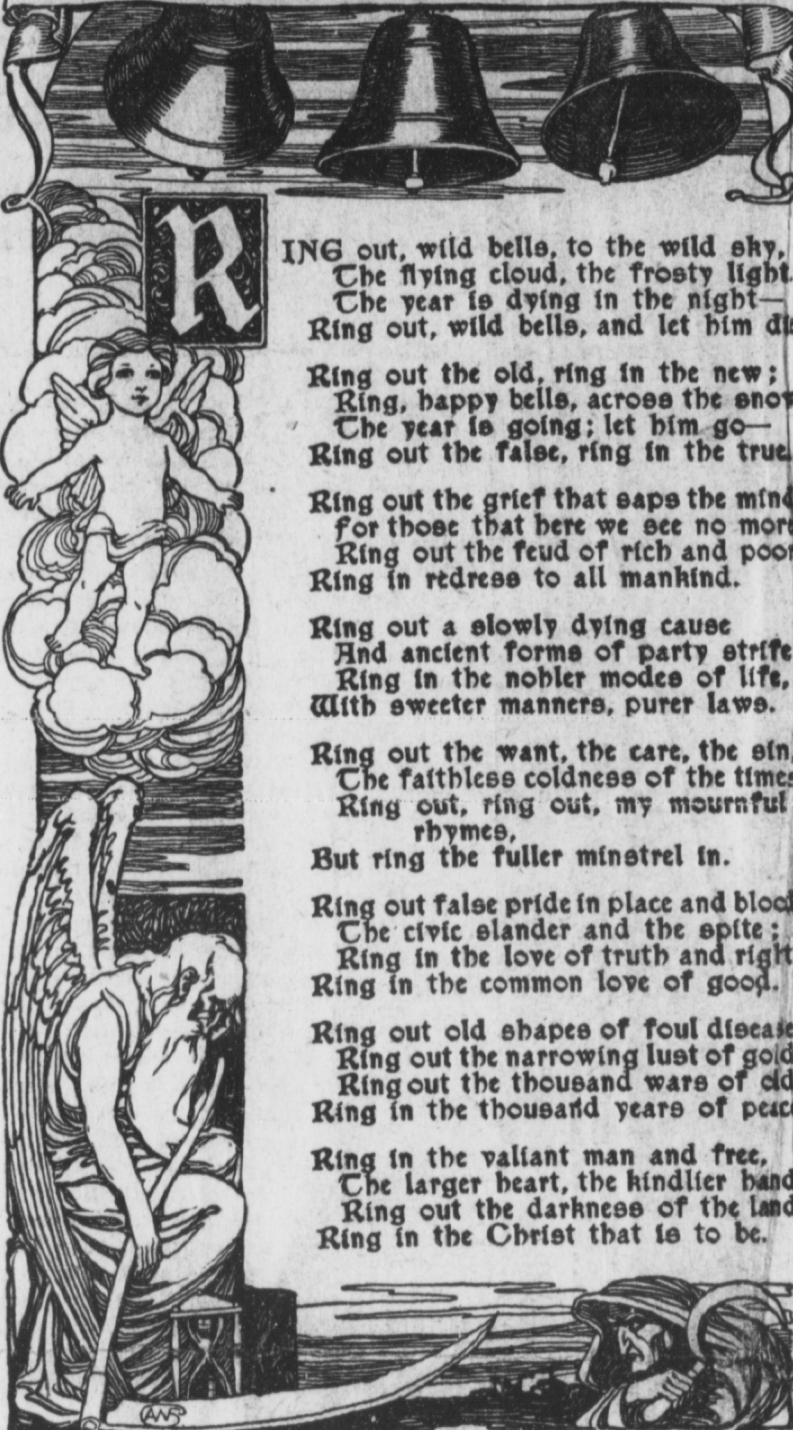 RING out, wild bells, to the wild sky,
The flying cloud, the frosty light
The year is dying in the night—
Ring out, wild bells, and let him
Ring out the old, ring in the new;
Ring, happy bells, across the
The year is going; let him go—
Ring out the false, ring in the true.
Ring out the grief that saps the
For those that here we see no
Ring out the feud of rich and
Ring in redress to all mankind.
Ring out a slowly dying cause
And ancient forms of party strife
Ring in the nobler modes of life,
With sweeter manners, purer laws.
Ring out the want, the care, the sin,
The faithless coldness of the times
Ring out, ring out, my mournful
rhymes,
But ring the fuller minstrel in.
Ring out false pride in place and
The civic slander and the spite;
Ring in the love of truth and right
Ring in the common love of good.
Ring out old shapes of foul disease
Ring out the narrowing lust of gold
Ring out the thousand wars of old
Ring in the thousand years of
Ring in the valiant man and free,
The larger heart, the kindlier hand
Ring out the darkness of the land
Ring in the Christ that is to be.